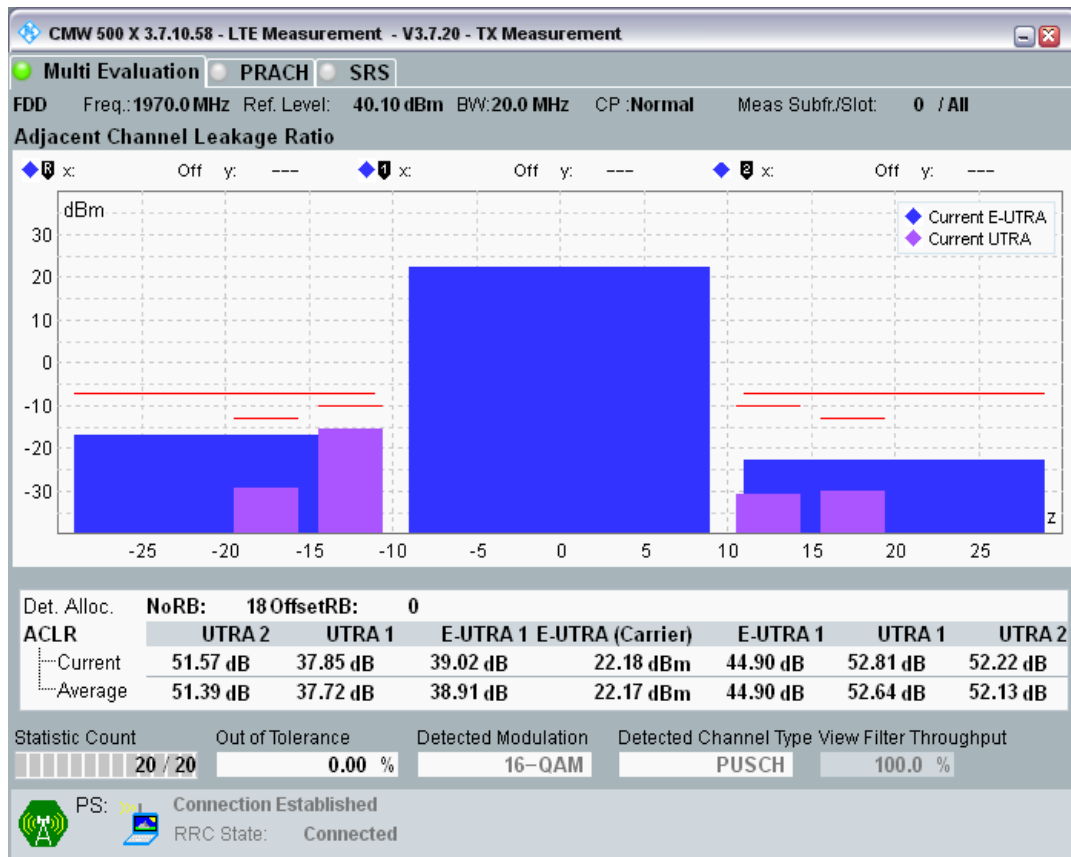 CMW 500 X 3.7.10.58 - LTE Measurement - V3.7.20 - TX Measurement
Multi Evaluation PRACH SRS
FDD Freq.:1970.0 MHz Ref. Level: 40.10 dBm BW:20.0 MHz CP :Normal Meas Subfr./Slot: 0 / All
Adjacent Channel Leakage Ratio
R x: Off y: --- 1 x: Off y: --- 2 x: Off y: ---
dBm
Current E-UTRA
Current UTRA
30
20
10
0
-10
-20
-30
z
-25 -20 -15 -10 -5 0 5 10 15 20 25
Det. Alloc. NoRB: 18 OffsetRB: 0
ACLR UTRA 2 UTRA 1 E-UTRA 1 E-UTRA (Carrier) E-UTRA 1 UTRA 1 UTRA 2
Current 51.57 dB 37.85 dB 39.02 dB 22.18 dBm 44.90 dB 52.81 dB 52.22 dB
Average 51.39 dB 37.72 dB 38.91 dB 22.17 dBm 44.90 dB 52.64 dB 52.13 dB
Statistic Count Out of Tolerance Detected Modulation Detected Channel Type View Filter Throughput
20 / 20 0.00 % 16-QAM PUSCH 100.0 %
PS: Connection Established
RRC State: Connected